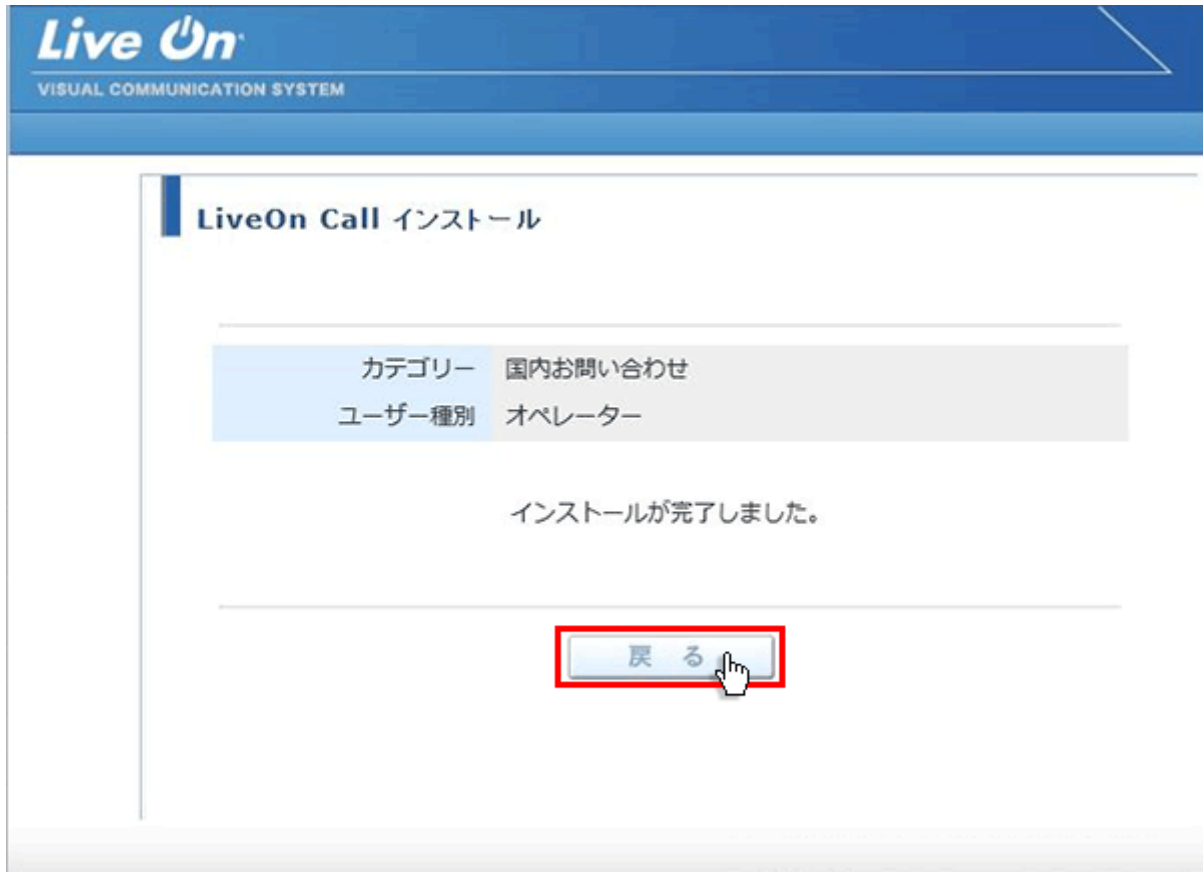 Live On
VISUAL COMMUNICATION SYSTEM
LiveOn Call インストール
カテゴリー 国内お問い合わせ
ユーザー種別 オペレーター
インストールが完了しました。
戻 る